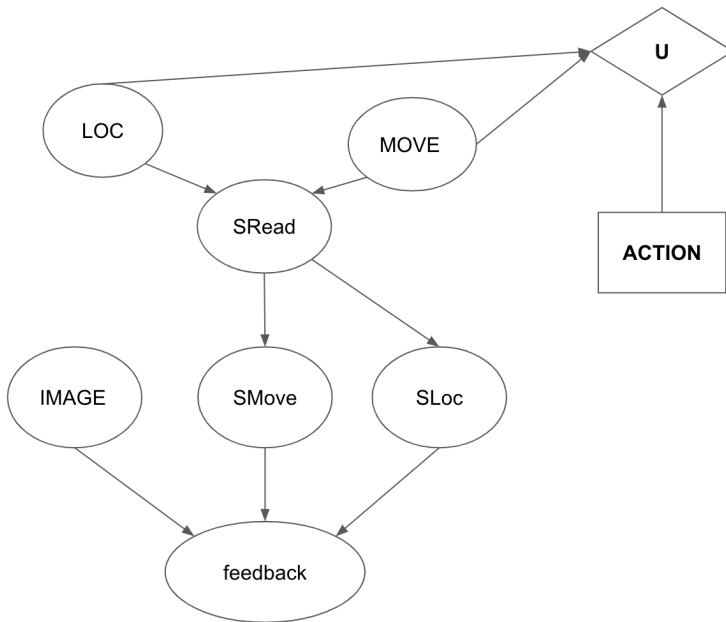 U
LOC
MOVE
SRead
ACTION
IMAGE
SMove
SLoc
feedback